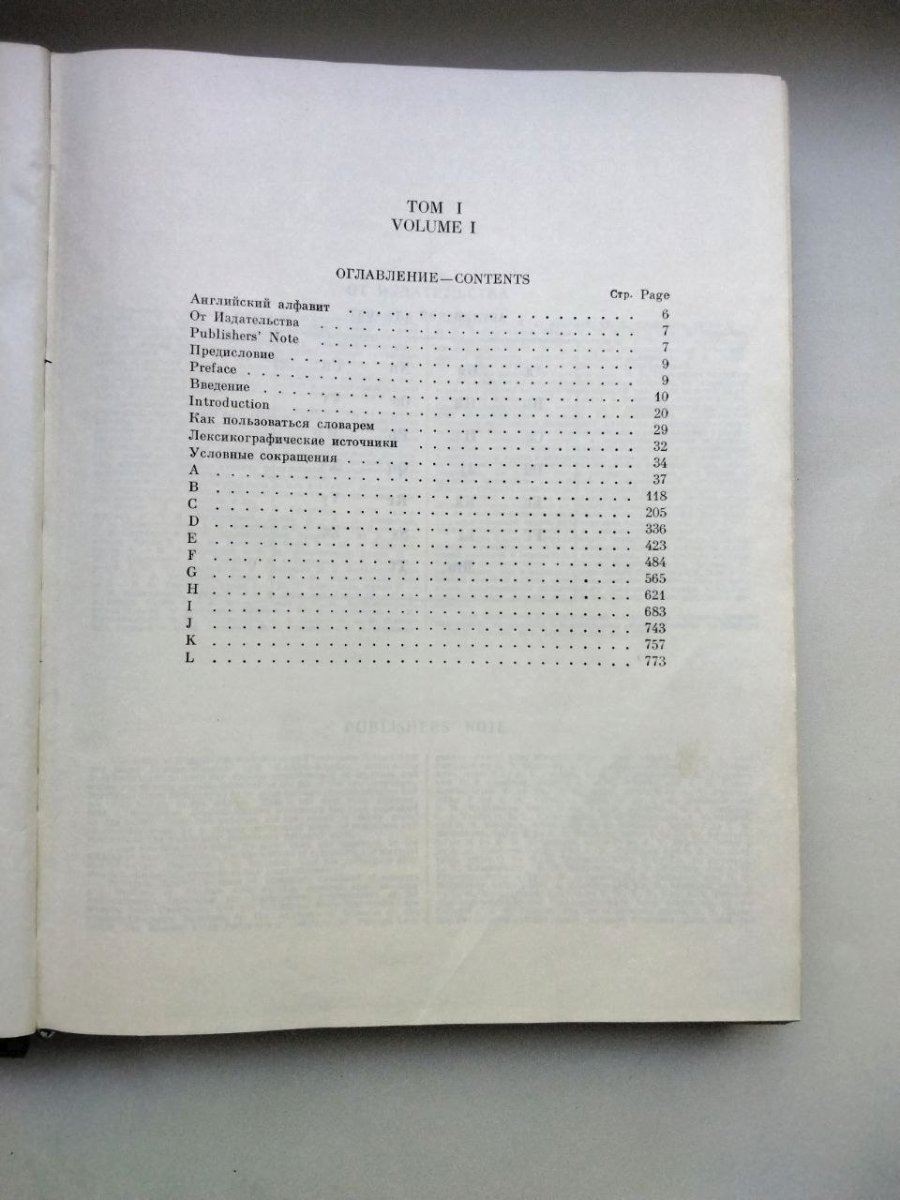 ТОМ I
VOLUME I
ОГЛАВЛЕНИЕ—CONTENTS
Стр. Page
Английский алфавит . . . . . . . . . . . . . . . . 6
От Издательства . . . . . . . . . . . . . . . . 7
Publishers' Note . . . . . . . . . . . . . . . . 7
Предисловие . . . . . . . . . . . . . . . . 9
Preface . . . . . . . . . . . . . . . . 9
Введение . . . . . . . . . . . . . . . . 10
Introduction . . . . . . . . . . . . . . . . 20
Как пользоваться словарем . . . . . . . . . . . . . . . . 29
Лексикографические источники . . . . . . . . . . . . . . . . 32
Условные сокращения . . . . . . . . . . . . . . . . 34
A . . . . . . . . . . . . . . . . 37
B . . . . . . . . . . . . . . . . 118
C . . . . . . . . . . . . . . . . 205
D . . . . . . . . . . . . . . . . 336
E . . . . . . . . . . . . . . . . 423
F . . . . . . . . . . . . . . . . 484
G . . . . . . . . . . . . . . . . 565
H . . . . . . . . . . . . . . . . 621
I . . . . . . . . . . . . . . . . 683
J . . . . . . . . . . . . . . . . 743
K . . . . . . . . . . . . . . . . 757
L . . . . . . . . . . . . . . . . 773
PUBLISHERS' NOTE